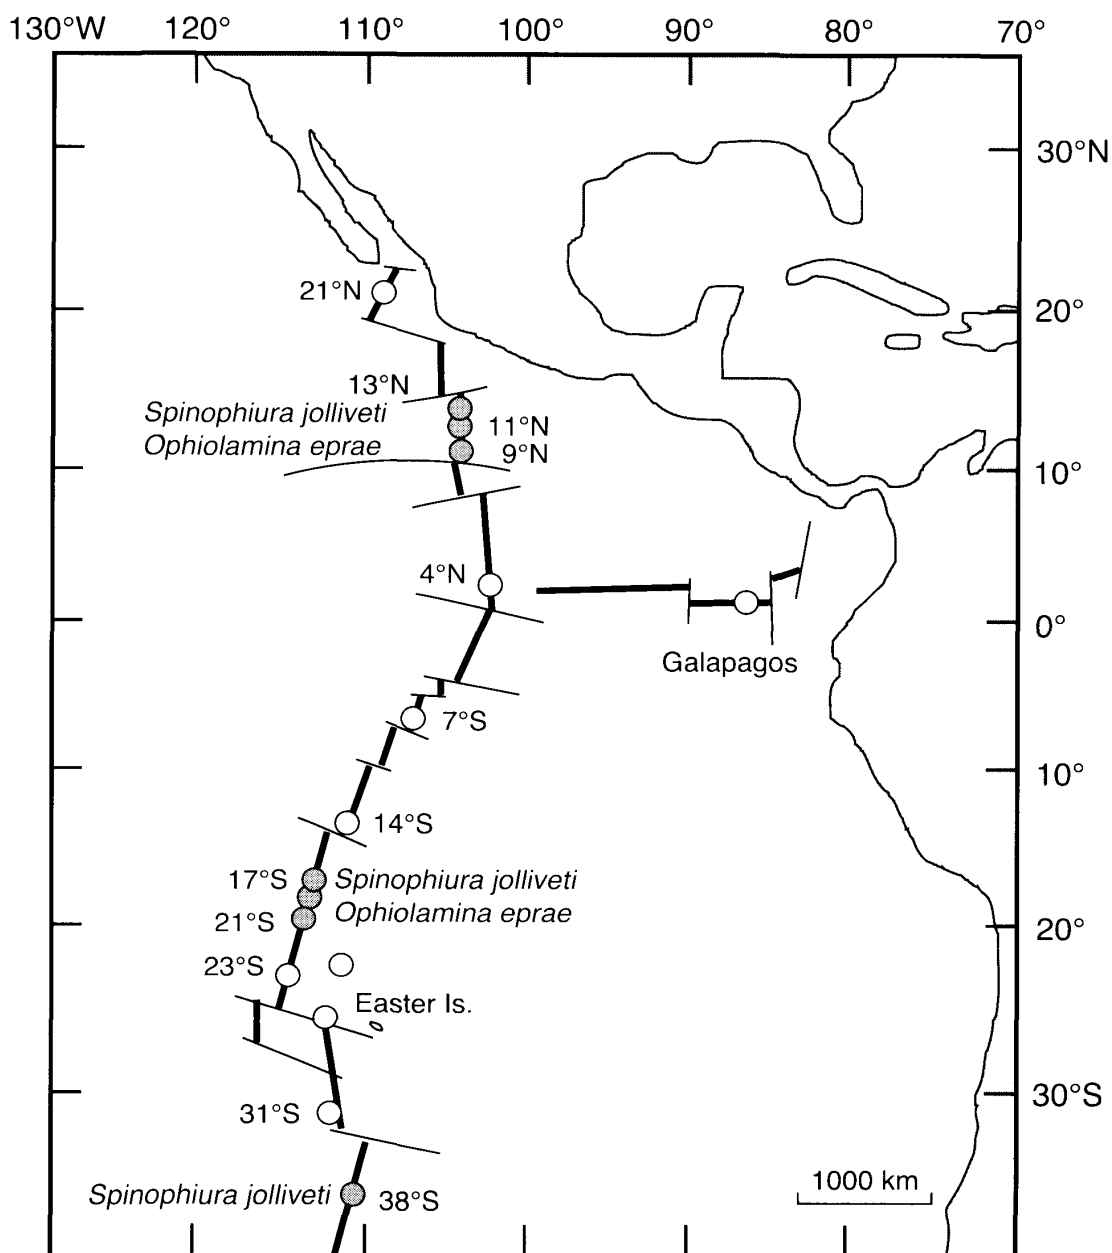 130°W 120° 110° 100° 90° 80° 70°
30°N
21°N
20°
13°N
Spinophiura jolliveti
11°N
Ophiolamina eprae
9°N
10°
4°N
0°
Galapagos
7°S
10°
14°S
17°S Spinophiura jolliveti
Ophiolamina eprae
21°S
20°
23°S
Easter Is.
30°S
31°S
1000 km
Spinophiura jolliveti 38°S